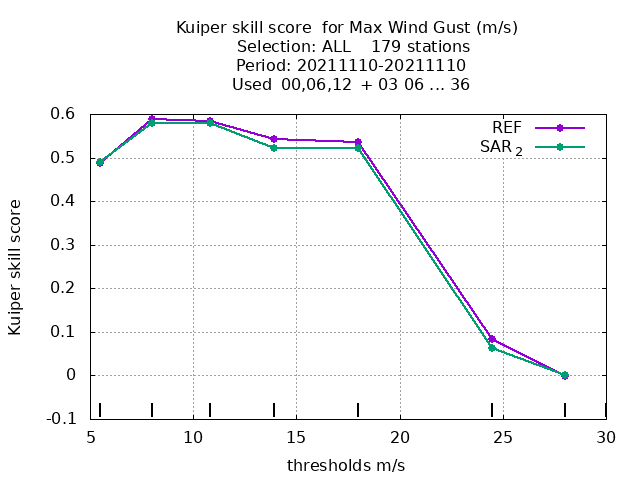 Kuiper skill score  for Max Wind Gust (m/s)
Selection: ALL    179 stations
Period: 20211110-20211110
Used  00,06,12  + 03 06 ... 36
REF
SAR 2
0.6
0.5
0.4
0.3
0.2
0.1
0
-0.1
Kuiper skill score
5 10 15 20 25 30
thresholds m/s